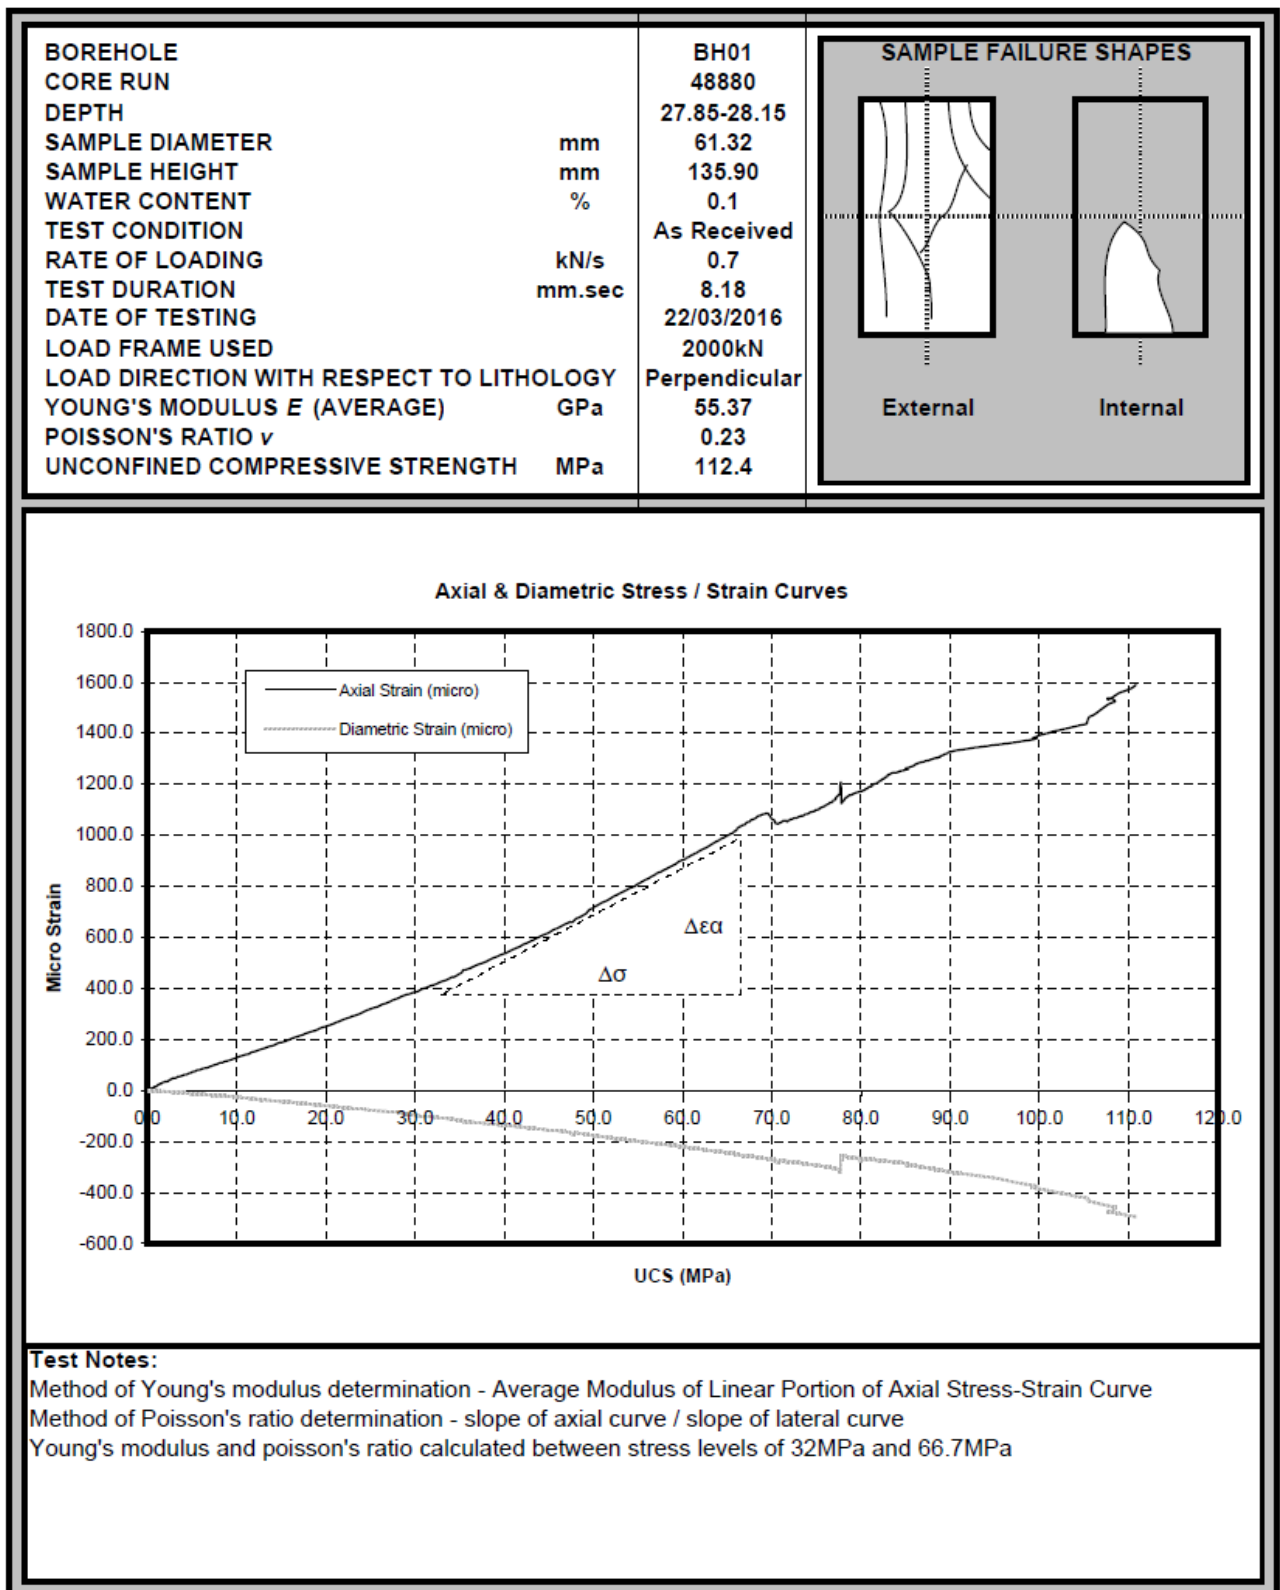 BOREHOLE BH01
CORE RUN 48880
DEPTH 27.85-28.15
SAMPLE DIAMETER mm 61.32
SAMPLE HEIGHT mm 135.90
WATER CONTENT % 0.1
TEST CONDITION As Received
RATE OF LOADING kN/s 0.7
TEST DURATION mm.sec 8.18
DATE OF TESTING 22/03/2016
LOAD FRAME USED 2000kN
LOAD DIRECTION WITH RESPECT TO LITHOLOGY Perpendicular
YOUNG'S MODULUS E (AVERAGE) GPa 55.37
POISSON'S RATIO v 0.23
UNCONFINED COMPRESSIVE STRENGTH MPa 112.4
SAMPLE FAILURE SHAPES
External Internal
Axial & Diametric Stress / Strain Curves
1800.0
1600.0
1400.0
1200.0
1000.0
800.0
600.0
400.0
200.0
0.0
-200.0
-400.0
-600.0
Micro Strain
Axial Strain (micro)
Diametric Strain (micro)
Δεα
Δσ
0.0 10.0 20.0 30.0 40.0 50.0 60.0 70.0 80.0 90.0 100.0 110.0 120.0
UCS (MPa)
Test Notes:
Method of Young's modulus determination - Average Modulus of Linear Portion of Axial Stress-Strain Curve
Method of Poisson's ratio determination - slope of axial curve / slope of lateral curve
Young's modulus and poisson's ratio calculated between stress levels of 32MPa and 66.7MPa